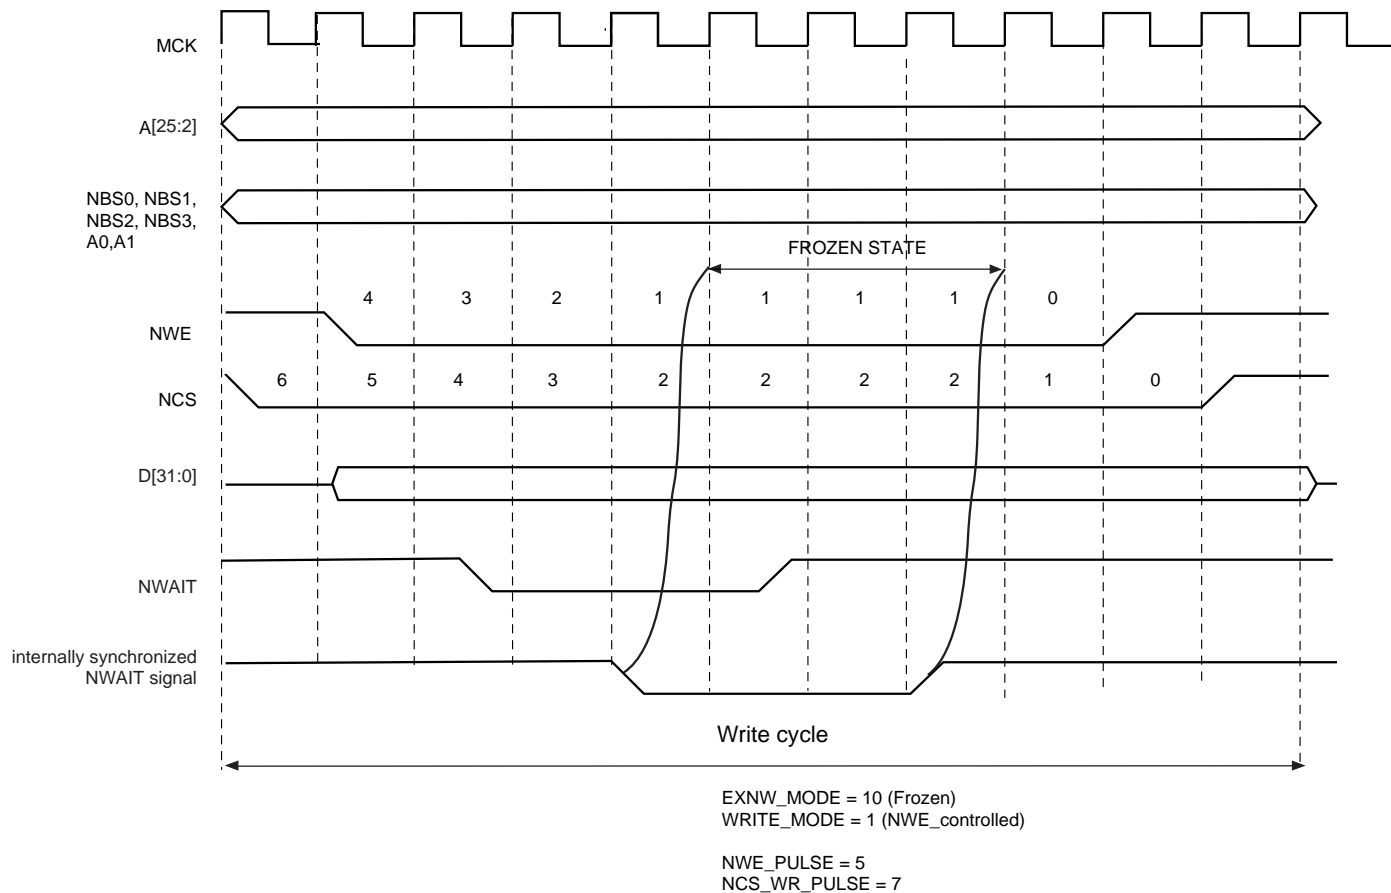 MCK
A[25:2]
NBS0, NBS1,
NBS2, NBS3,
A0,A1
FROZEN STATE
4 3 2 1 1 1 1 0
NWE
6 5 4 3 2 2 2 2 1 0
NCS
D[31:0]
NWAIT
internally synchronized
NWAIT signal
Write cycle
EXNW_MODE = 10 (Frozen)
WRITE_MODE = 1 (NWE_controlled)
NWE_PULSE = 5
NCS_WR_PULSE = 7